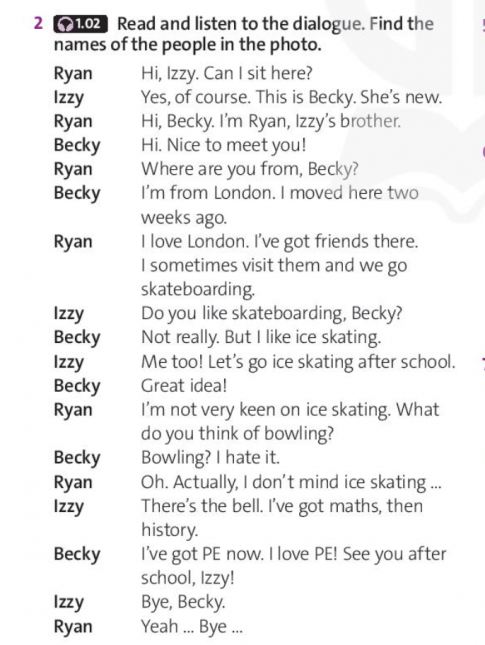 2 1.02 Read and listen to the dialogue. Find the
names of the people in the photo.
Ryan Hi, Izzy. Can I sit here?
Izzy Yes, of course. This is Becky. She's new.
Ryan Hi, Becky. I'm Ryan, Izzy's brother.
Becky Hi. Nice to meet you!
Ryan Where are you from, Becky?
Becky I'm from London. I moved here two
weeks ago.
Ryan I love London. I've got friends there.
I sometimes visit them and we go
skateboarding.
Izzy Do you like skateboarding, Becky?
Becky Not really. But I like ice skating.
Izzy Me too! Let's go ice skating after school.
Becky Great idea!
Ryan I'm not very keen on ice skating. What
do you think of bowling?
Becky Bowling? I hate it.
Ryan Oh. Actually, I don't mind ice skating ...
Izzy There's the bell. I've got maths, then
history.
Becky I've got PE now. I love PE! See you after
school, Izzy!
Izzy Bye, Becky.
Ryan Yeah ... Bye ...